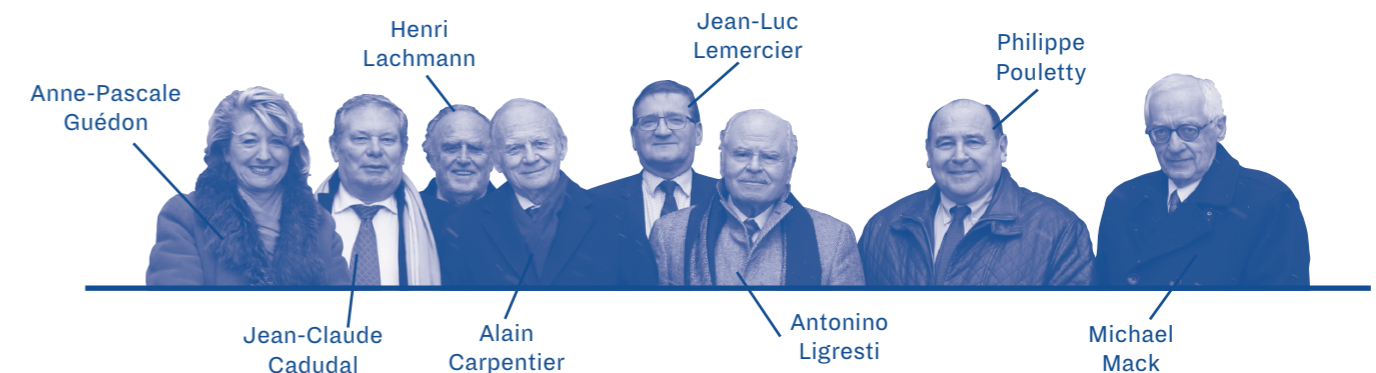 Anne-Pascale
Guédon
Henri
Lachmann
Jean-Luc
Lemercier
Philippe
Pouletty
Jean-Claude
Cadudal
Alain
Carpentier
Antonino
Ligresti
Michael
Mack